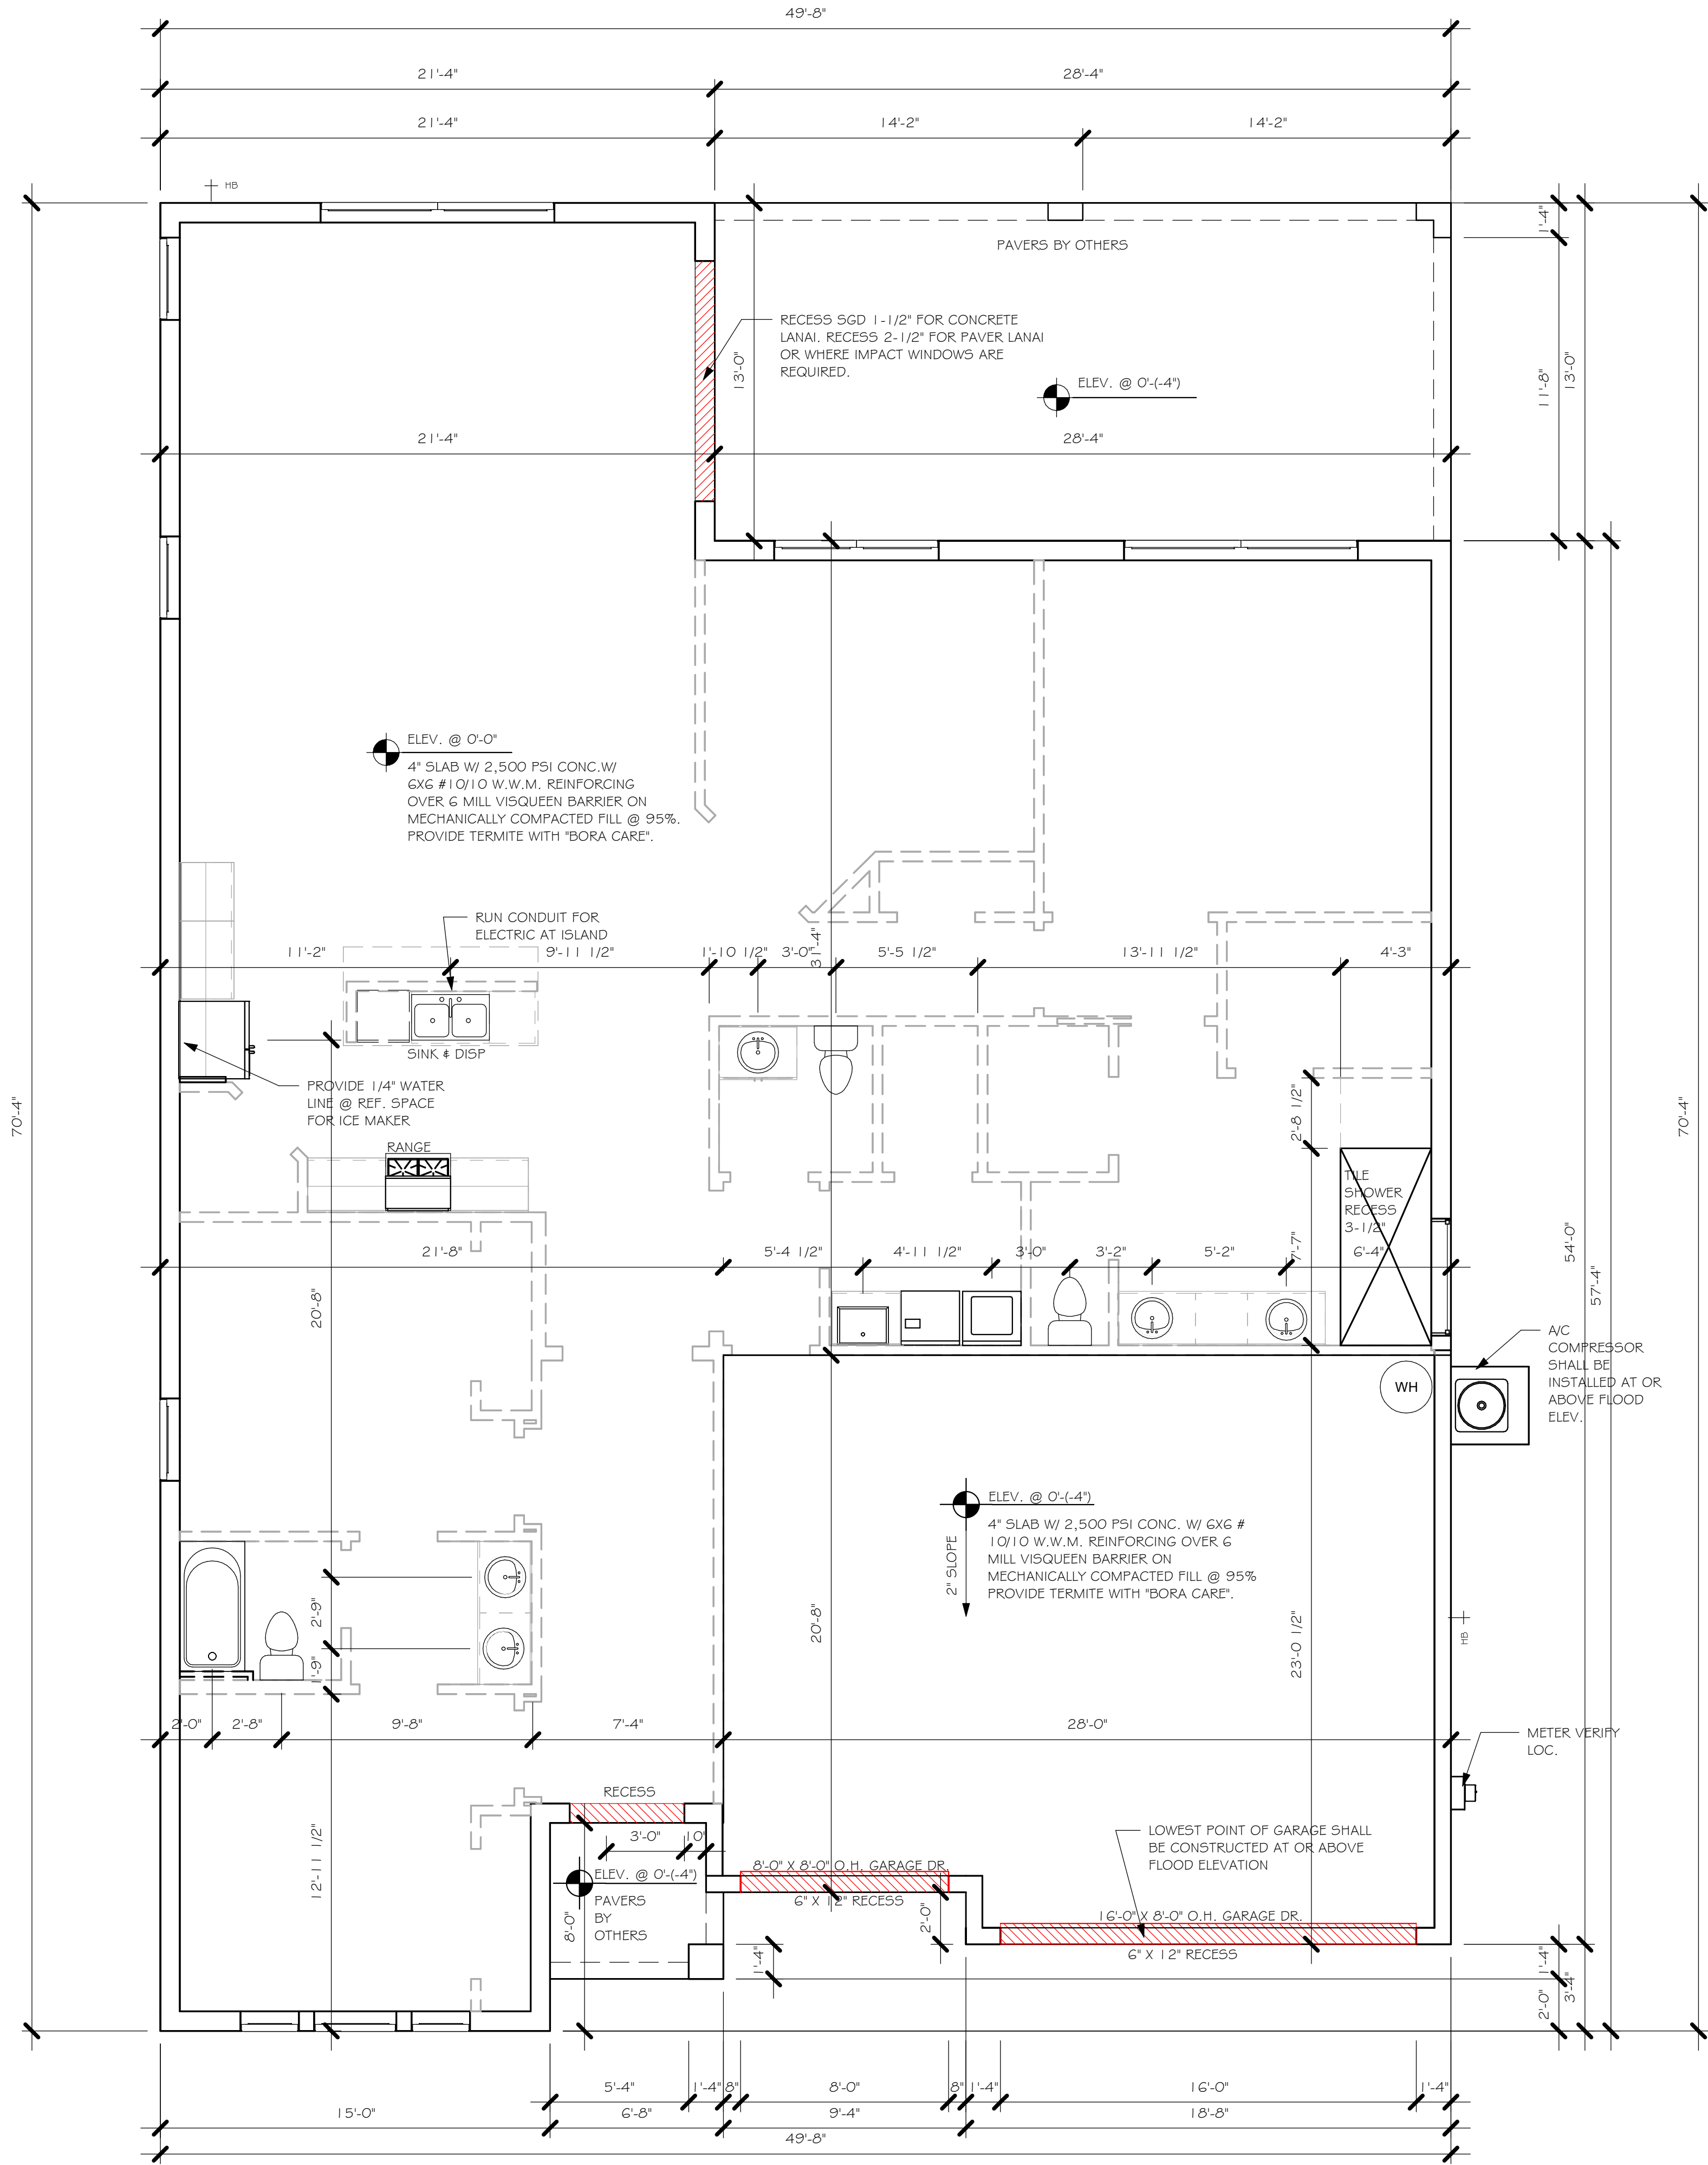 49'-8"
21'-4"
28'-4"
21'-4"
14'-2"
14'-2"
HB
1'-4"
PAVERS BY OTHERS
RECESS SGD 1-1/2" FOR CONCRETE
LANAI. RECESS 2-1/2" FOR PAVER LANAI
OR WHERE IMPACT WINDOWS ARE
REQUIRED.
13'-0"
ELEV. @ 0'-(-4")
11'-8"
13'-0"
21'-4"
28'-4"
ELEV. @ 0'-0"
4" SLAB W/ 2,500 PSI CONC.W/
6X6 #10/10 W.W.M. REINFORCING
OVER 6 MILL VISQUEEN BARRIER ON
MECHANICALLY COMPACTED FILL @ 95%.
PROVIDE TERMITE WITH "BORA CARE".
RUN CONDUIT FOR
ELECTRIC AT ISLAND
11'-2"
9'-11 1/2"
1'-10 1/2"
3'-0"
31'-4"
5'-5 1/2"
13'-11 1/2"
4'-3"
SINK & DISP
PROVIDE 1/4" WATER
LINE @ REF. SPACE
FOR ICE MAKER
70'-4"
70'-4"
2'-8 1/2"
RANGE
TILE
SHOWER
RECESS
3-1/2"
21'-8"
5'-4 1/2"
4'-11 1/2"
3'-0"
3'-2"
5'-2"
7'-7"
6'-4"
54'-0"
57'-4"
20'-8"
A/C
COMPRESSOR
SHALL BE
INSTALLED AT OR
ABOVE FLOOD
ELEV.
WH
ELEV. @ 0'-(-4")
4" SLAB W/ 2,500 PSI CONC. W/ 6X6 #
10/10 W.W.M. REINFORCING OVER 6
MILL VISQUEEN BARRIER ON
MECHANICALLY COMPACTED FILL @ 95%
PROVIDE TERMITE WITH "BORA CARE".
2" SLOPE
2'-9"
1'-9"
20'-8"
23'-0 1/2"
HB
2'-0"
2'-8"
9'-8"
7'-4"
28'-0"
METER VERIFY
LOC.
RECESS
3'-0"
10"
LOWEST POINT OF GARAGE SHALL
BE CONSTRUCTED AT OR ABOVE
FLOOD ELEVATION
12'-11 1/2"
8'-0" X 8'-0" O.H. GARAGE DR.
ELEV. @ 0'-(-4")
PAVERS
BY
OTHERS
6" X 12" RECESS
8'-0"
2'-0"
16'-0" X 8'-0" O.H. GARAGE DR.
6" X 12" RECESS
1'-4"
1'-4"
3'-4"
2'-0"
5'-4"
1'-4"
8"
8'-0"
8"
1'-4"
16'-0"
1'-4"
15'-0"
6'-8"
9'-4"
18'-8"
49'-8"